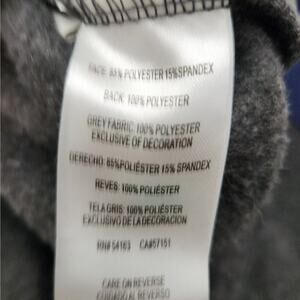 FACE: 85% POLYESTER 15% SPANDEX
BACK: 100% POLYESTER
GREY FABRIC: 100% POLYESTER
EXCLUSIVE OF DECORATION
DERECHO: 85% POLIÉSTER 15% SPANDEX
REVES: 100% POLIÉSTER
TELA GRIS: 100% POLIÉSTER
EXCLUSIVO DE LA DECORACION
RN# 54163 CA#57151
CARE ON REVERSE
CUIDADO AL REVERSO